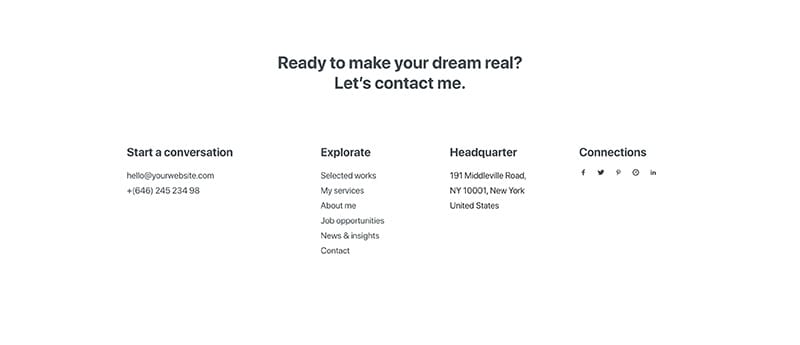 Ready to make your dream real?
Let's contact me.
Start a conversation
hello@yourwebsite.com
+(646) 245 234 98
Explorate
Selected works
My services
About me
Job opportunities
News & insights
Contact
Headquarter
191 Middleville Road,
NY 10001, New York
United States
Connections